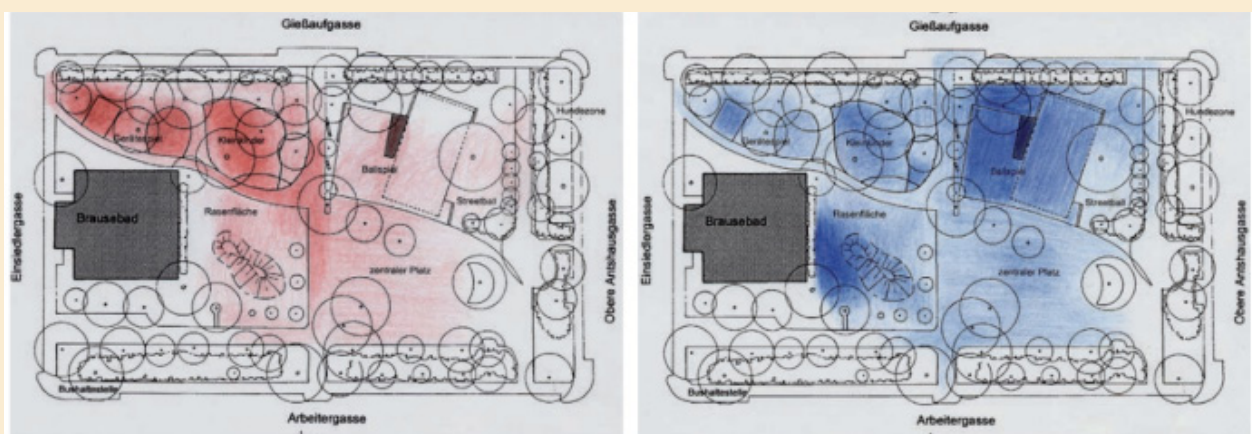 Gießaufgasse
Hundezone
Gerätespiel
Kleinkinder
Ballspiel
Streetball
Rasenfläche
Brausebad
Einsiedlergasse
zentraler Platz
Obere Amtshausgasse
Bushaltestelle
Arbeitergasse
Gießaufgasse
Hundezone
Gerätespiel
Kleinkinder
Ballspiel
Streetball
Rasenfläche
Brausebad
Einsiedlergasse
zentraler Platz
Obere Amtshausgasse
Bushaltestelle
Arbeitergasse